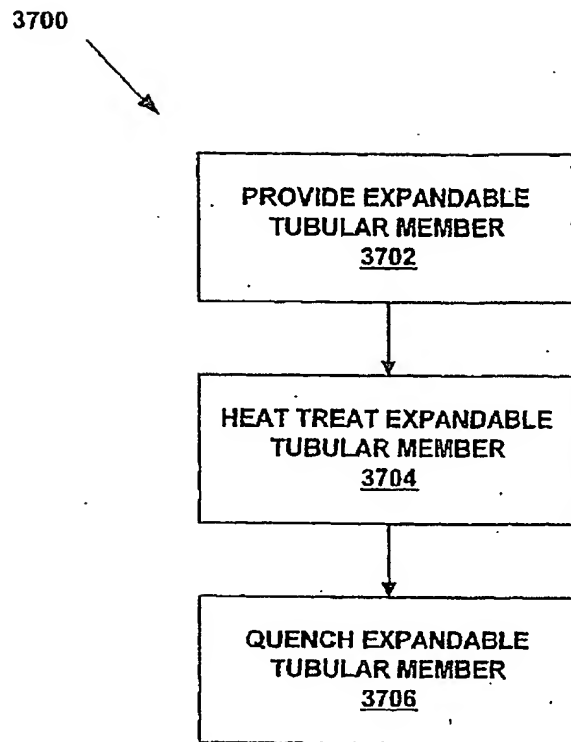 3700
PROVIDE EXPANDABLE
TUBULAR MEMBER
3702
HEAT TREAT EXPANDABLE
TUBULAR MEMBER
3704
QUENCH EXPANDABLE
TUBULAR MEMBER
3706